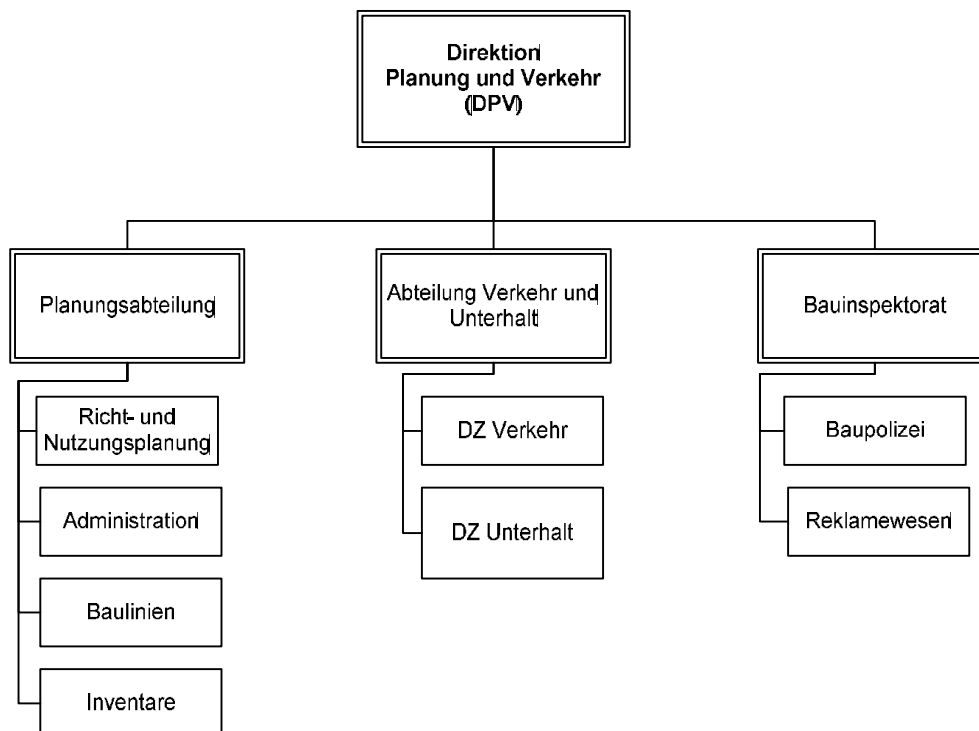 Direktion
Planung und Verkehr
(DPV)
Planungsabteilung
Abteilung Verkehr und
Unterhalt
Bauinspektorat
Richt- und
Nutzungsplanung
Administration
Baulinien
Inventare
DZ Verkehr
DZ Unterhalt
Baupolizei
Reklamewesen